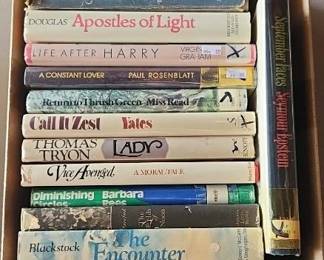 DOUGLAS Apostles of Light
LIFE AFTER HARRY VIRGINIA GRAHAM
A CONSTANT LOVER PAUL ROSENBLATT
Return to Thrush Green Miss Read
Call It Zest Yates
THOMAS TRYON LADY
Vice Avenged A MORAL TALE
Diminishing Circles Barbara Rees
Blackstock The Encounter
September Faces Seymour Epstein